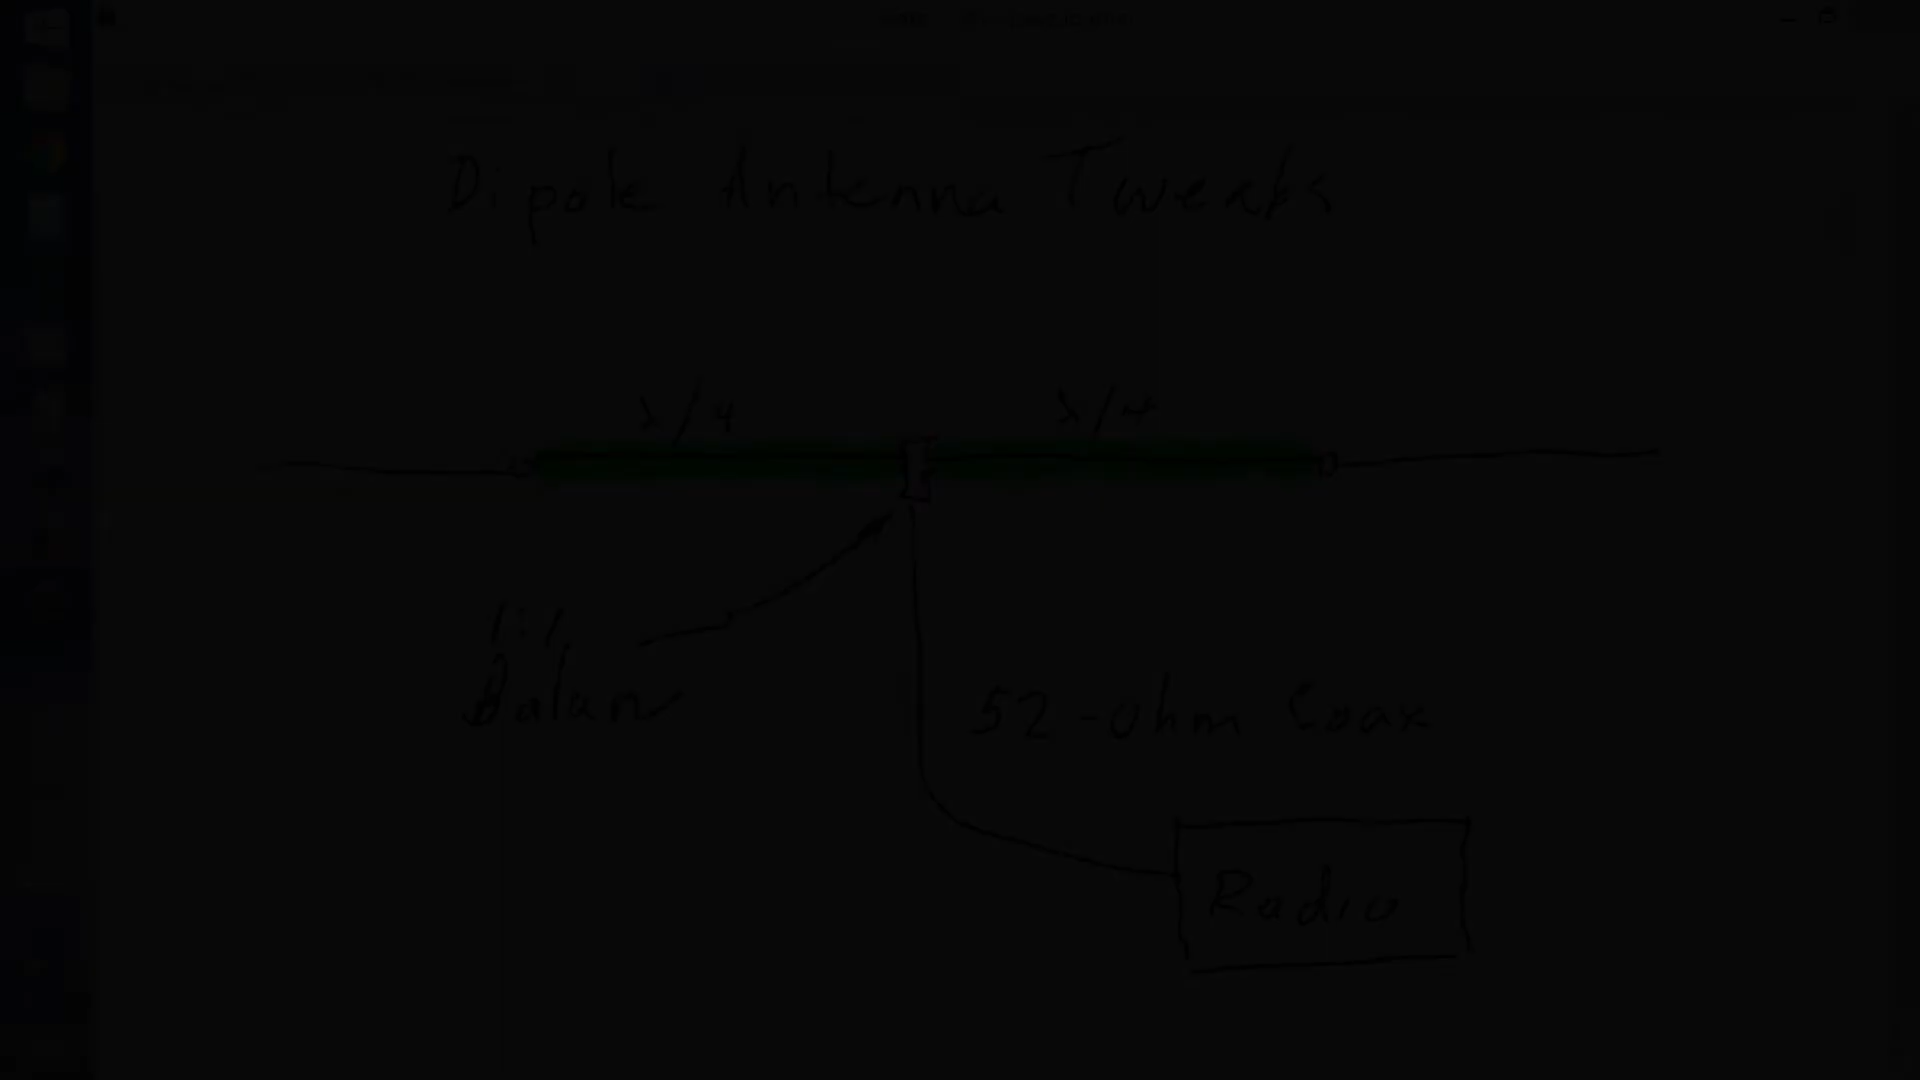 Dipole Antenna Tweaks
λ/4 λ/4
1:1
Balun
52-ohm Coax
Radio